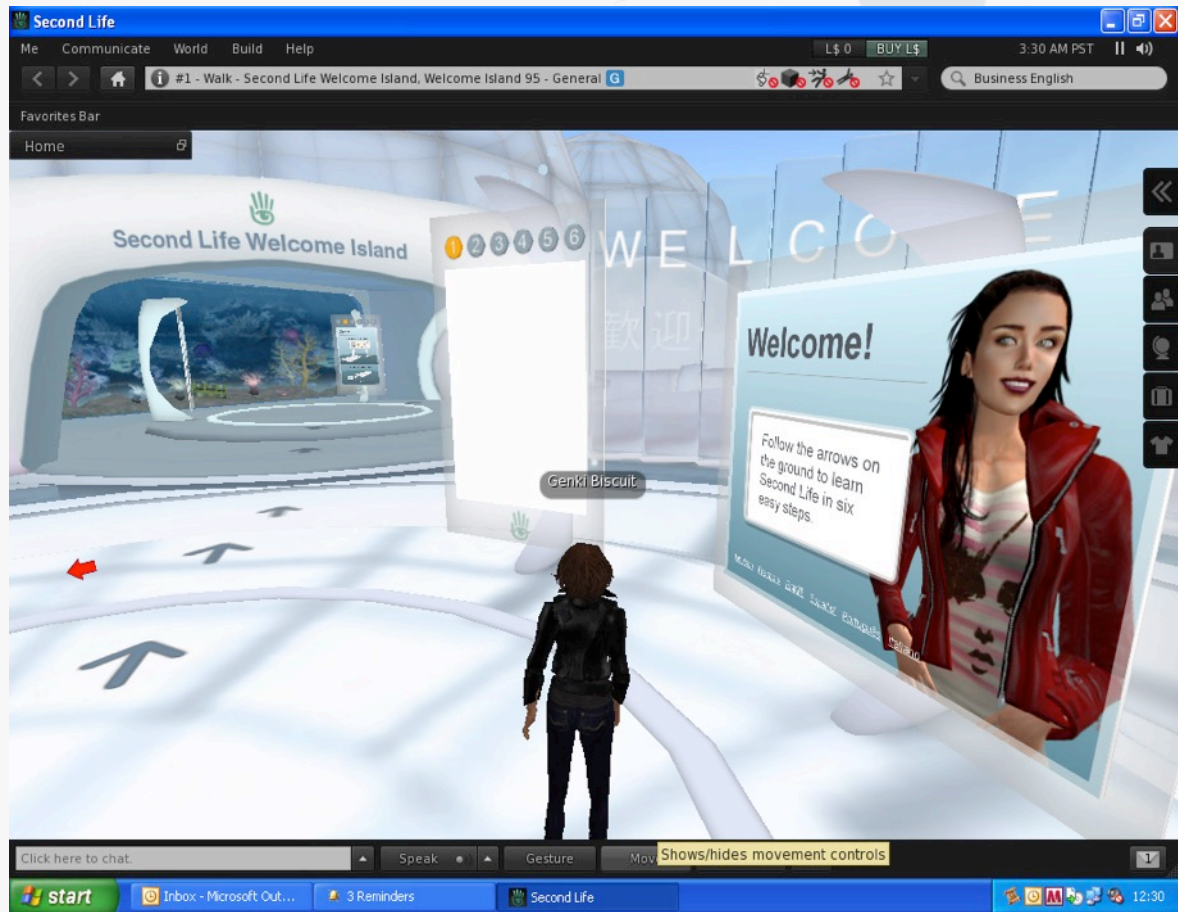 Second Life
Me Communicate World Build Help L$ 0 BUY L$ 3:30 AM PST
#1 - Walk - Second Life Welcome Island, Welcome Island 95 - General G Business English
Favorites Bar
Home
Second Life Welcome Island
1 2 3 4 5 6
WELCOME
歡迎
Welcome!
Follow the arrows on
the ground to learn
Second Life in six
easy steps.
Português Italiano
Genki Biscuit
Click here to chat. Speak Gesture Mov
Shows/hides movement controls
1
start Inbox - Microsoft Out... 3 Reminders Second Life 12:30